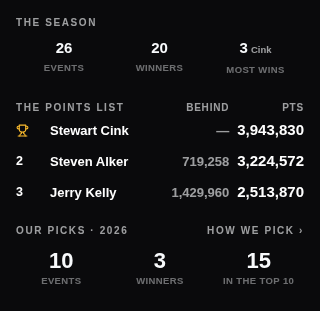 THE SEASON
26 20 3 Cink
EVENTS WINNERS MOST WINS
THE POINTS LIST BEHIND PTS
Stewart Cink — 3,943,830
2 Steven Alker 719,258 3,224,572
3 Jerry Kelly 1,429,960 2,513,870
OUR PICKS · 2026 HOW WE PICK ›
10 3 15
EVENTS WINNERS IN THE TOP 10